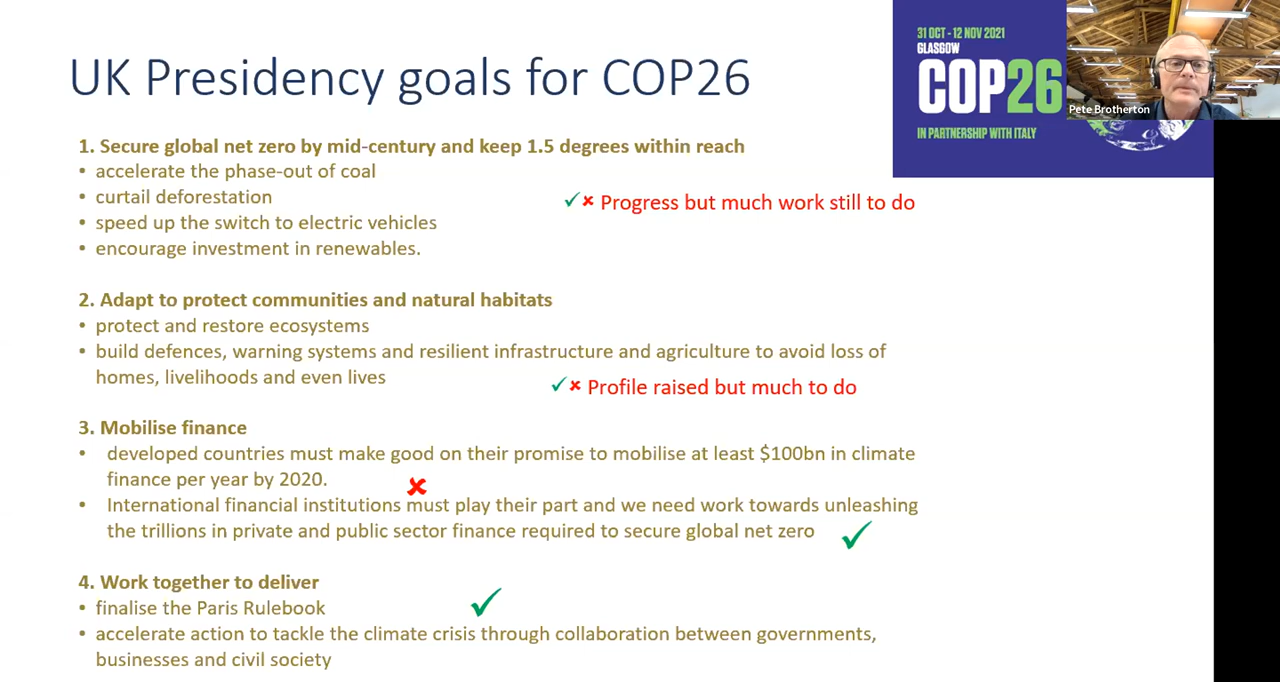 UK Presidency goals for COP26
31 OCT - 12 NOV 2021
GLASGOW
COP26
IN PARTNERSHIP WITH ITALY
Pete Brotherton
1. Secure global net zero by mid-century and keep 1.5 degrees within reach
• accelerate the phase-out of coal
• curtail deforestation
✓✗ Progress but much work still to do
• speed up the switch to electric vehicles
• encourage investment in renewables.
2. Adapt to protect communities and natural habitats
• protect and restore ecosystems
• build defences, warning systems and resilient infrastructure and agriculture to avoid loss of
homes, livelihoods and even lives
✓✗ Profile raised but much to do
3. Mobilise finance
• developed countries must make good on their promise to mobilise at least $100bn in climate
finance per year by 2020.
✗
• International financial institutions must play their part and we need work towards unleashing
the trillions in private and public sector finance required to secure global net zero ✓
4. Work together to deliver
• finalise the Paris Rulebook ✓
• accelerate action to tackle the climate crisis through collaboration between governments,
businesses and civil society